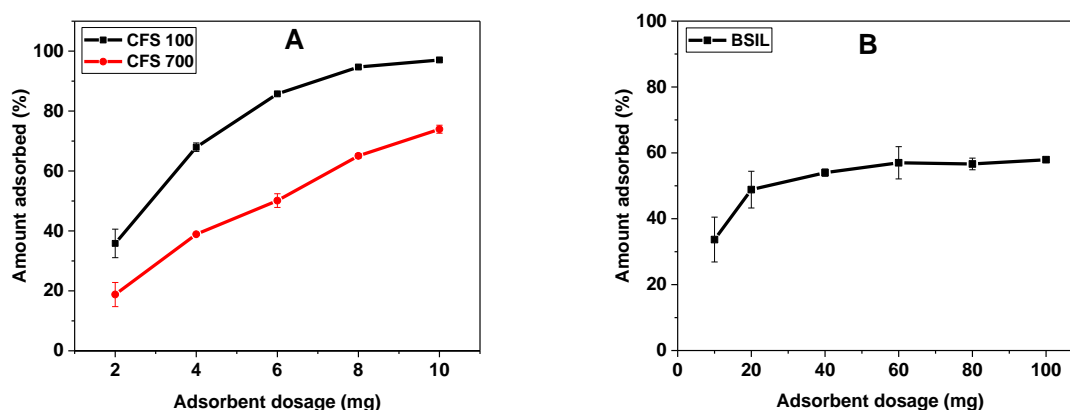 A
CFS 100
CFS 700
Amount adsorbed (%)
100
80
60
40
20
0
2 4 6 8 10
Adsorbent dosage (mg)
B
BSIL
Amount adsorbed (%)
100
80
60
40
20
0
0 20 40 60 80 100
Adsorbent dosage (mg)